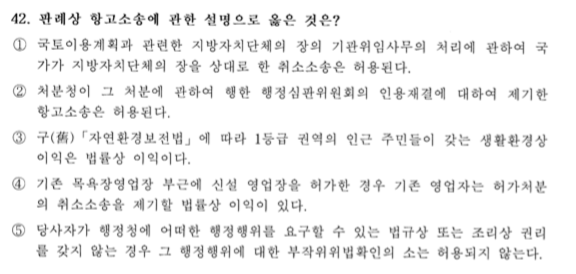 42. 판례상 항고소송에 관한 설명으로 옳은 것은?
① 국토이용계획과 관련한 지방자치단체의 장의 기관위임사무의 처리에 관하여 국
가가 지방자치단체의 장을 상대로 한 취소소송은 허용된다.
② 처분청이 그 처분에 관하여 행한 행정심판위원회의 인용재결에 대하여 제기한
항고소송은 허용된다.
③ 구(舊)「자연환경보전법」에 따라 1등급 권역의 인근 주민들이 갖는 생활환경상
이익은 법률상 이익이다.
④ 기존 목욕장영업장 부근에 신설 영업장을 허가한 경우 기존 영업자는 허가처분
의 취소소송을 제기할 법률상 이익이 있다.
⑤ 당사자가 행정청에 어떠한 행정행위를 요구할 수 있는 법규상 또는 조리상 권리
를 갖지 않는 경우 그 행정행위에 대한 부작위위법확인의 소는 허용되지 않는다.